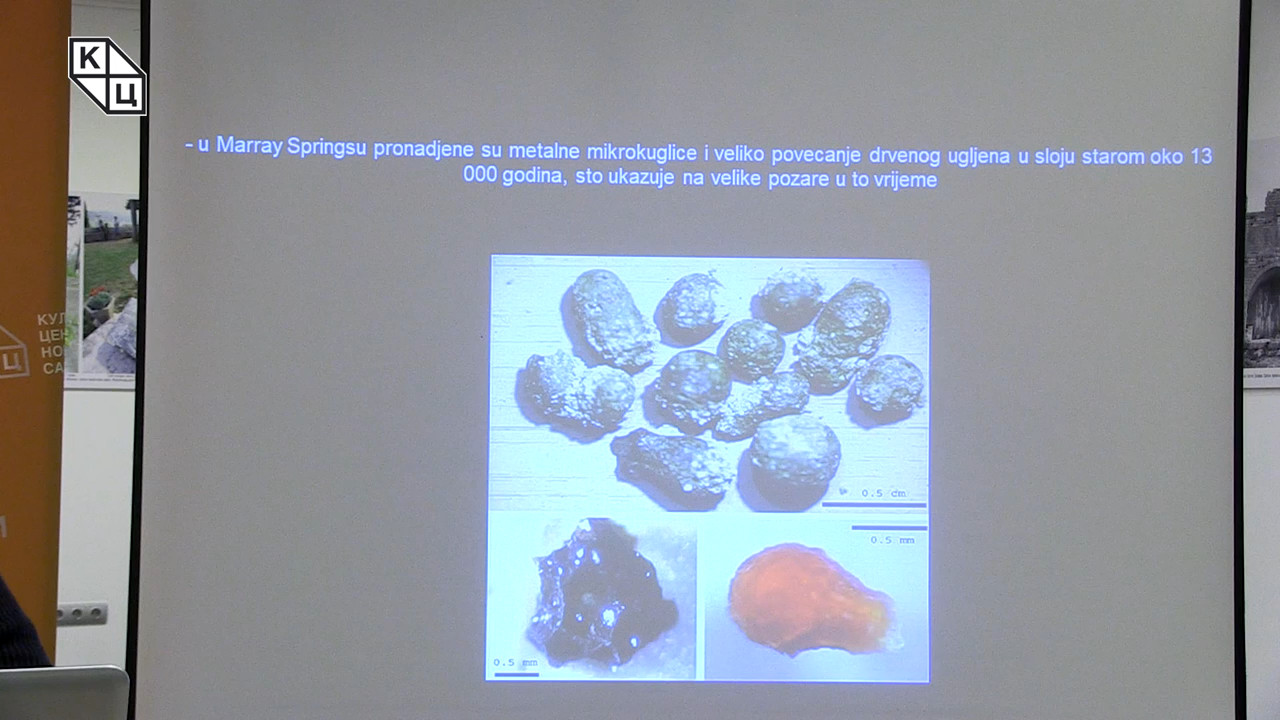 К
Ц
- u Marray Springsu pronadjene su metalne mikrokuglice i veliko povecanje drvenog ugljena u sloju starom oko 13
000 godina, sto ukazuje na velike pozare u to vrijeme
КУЛ
ЦЕН
НО
СА
Ц
0.5 cm
0.5 mm
0.5 mm